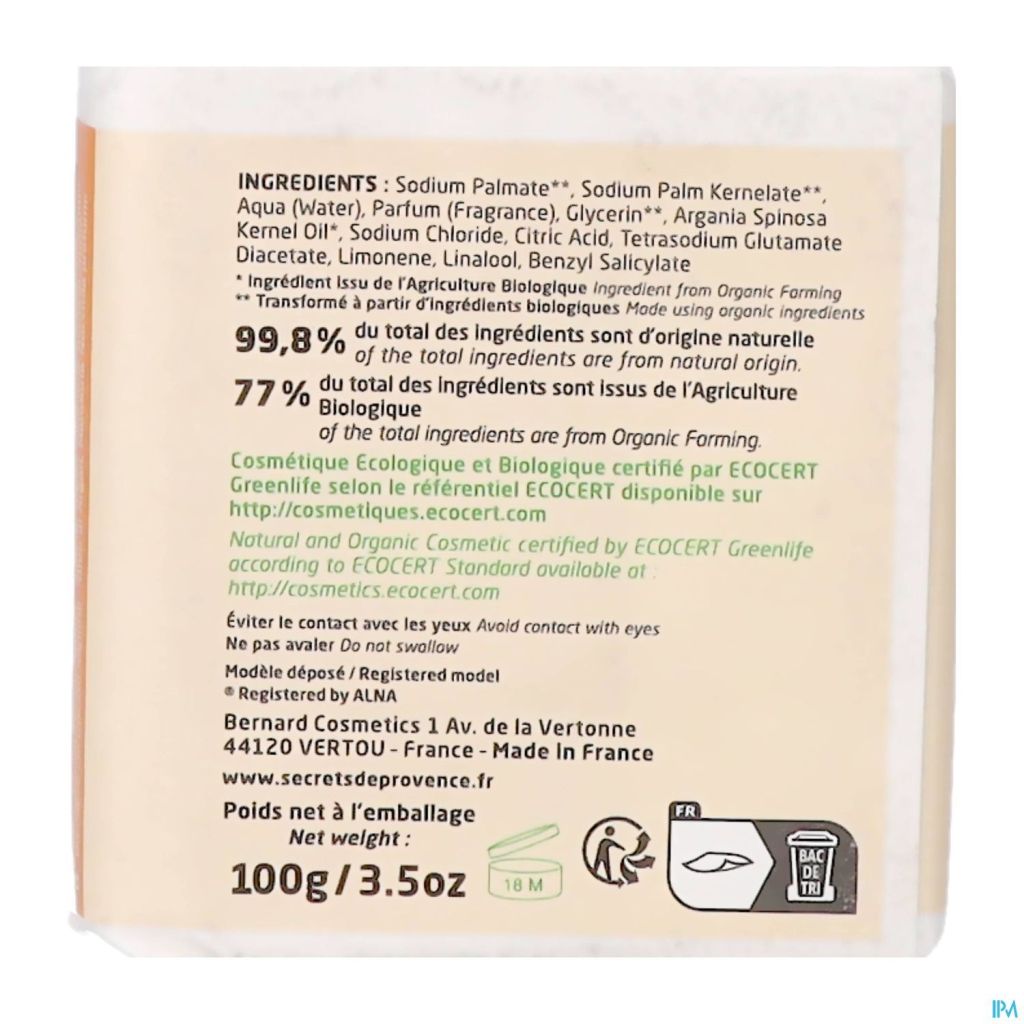 INGREDIENTS : Sodium Palmate**, Sodium Palm Kernelate**,
Aqua (Water), Parfum (Fragrance), Glycerin**, Argania Spinosa
Kernel Oil*, Sodium Chloride, Citric Acid, Tetrasodium Glutamate
Diacetate, Limonene, Linalool, Benzyl Salicylate
* Ingrédient issu de l'Agriculture Biologique Ingredient from Organic Farming
** Transformé à partir d'ingrédients biologiques Made using organic ingredients
99,8% du total des ingrédients sont d'origine naturelle
of the total ingredients are from natural origin.
77% du total des ingrédients sont issus de l'Agriculture
Biologique
of the total ingredients are from Organic Farming.
Cosmétique Ecologique et Biologique certifié par ECOCERT
Greenlife selon le référentiel ECOCERT disponible sur
http://cosmetiques.ecocert.com
Natural and Organic Cosmetic certified by ECOCERT Greenlife
according to ECOCERT Standard available at :
http://cosmetics.ecocert.com
Éviter le contact avec les yeux Avoid contact with eyes
Ne pas avaler Do not swallow
Modèle déposé / Registered model
® Registered by ALNA
Bernard Cosmetics 1 Av. de la Vertonne
44120 VERTOU - France - Made in France
www.secretsdeprovence.fr
Poids net à l'emballage
Net weight :
100g / 3.5oz
18 M
FR
BAC
DE
TRI
IPM